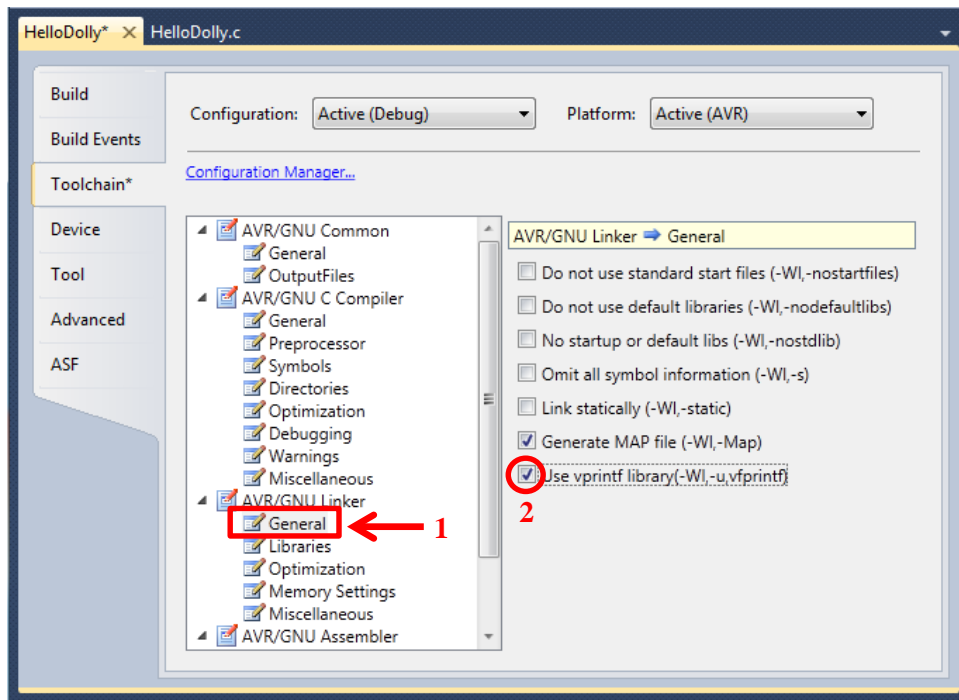 HelloDolly* HelloDolly.c
Build
Build Events
Toolchain*
Device
Tool
Advanced
ASF
Configuration: Active (Debug) Platform: Active (AVR)
Configuration Manager...
AVR/GNU Common
General
OutputFiles
AVR/GNU C Compiler
General
Preprocessor
Symbols
Directories
Optimization
Debugging
Warnings
Miscellaneous
AVR/GNU Linker
General
Libraries
Optimization
Memory Settings
Miscellaneous
AVR/GNU Assembler
1
AVR/GNU Linker ➡ General
Do not use standard start files (-Wl,-nostartfiles)
Do not use default libraries (-Wl,-nodefaultlibs)
No startup or default libs (-Wl,-nostdlib)
Omit all symbol information (-Wl,-s)
Link statically (-Wl,-static)
Generate MAP file (-Wl,-Map)
Use vprintf library(-Wl,-u,vfprintf)
2